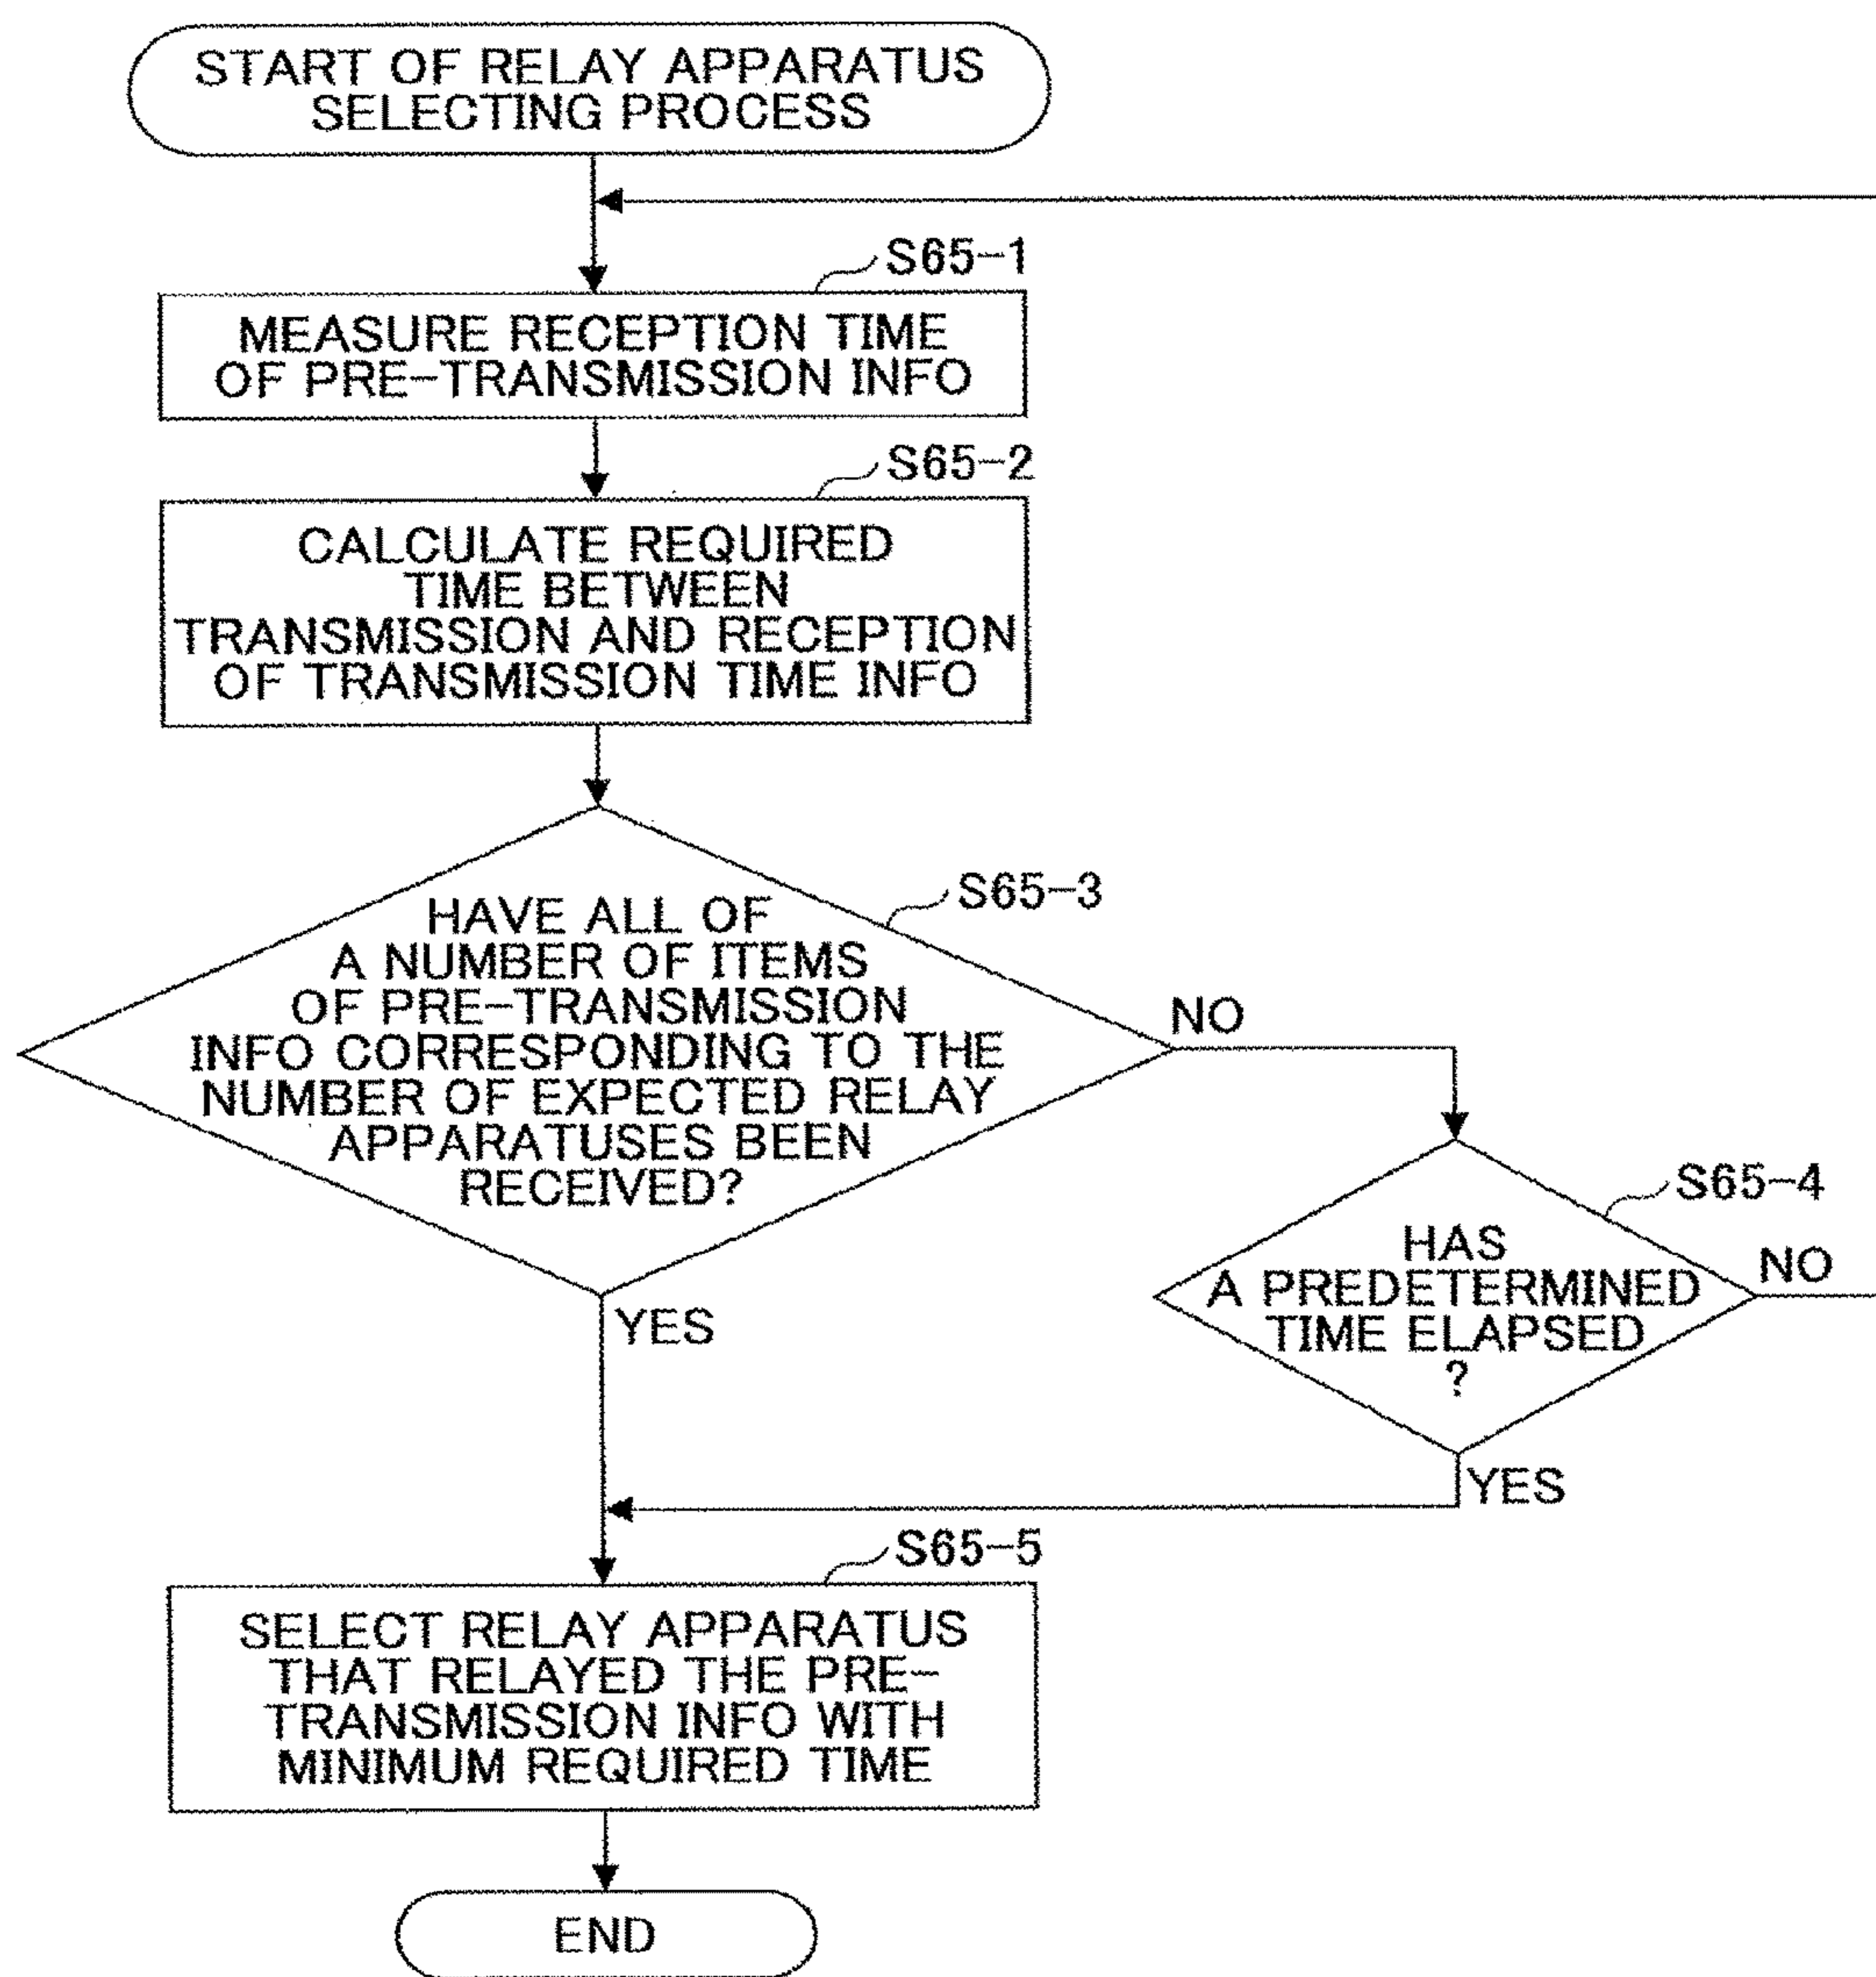 START OF RELAY APPARATUS
SELECTING PROCESS
S65-1
MEASURE RECEPTION TIME
OF PRE-TRANSMISSION INFO
S65-2
CALCULATE REQUIRED
TIME BETWEEN
TRANSMISSION AND RECEPTION
OF TRANSMISSION TIME INFO
S65-3
HAVE ALL OF
A NUMBER OF ITEMS
OF PRE-TRANSMISSION
INFO CORRESPONDING TO THE
NUMBER OF EXPECTED RELAY
APPARATUSES BEEN
RECEIVED?
NO
YES
S65-4
HAS
A PREDETERMINED
TIME ELAPSED
?
NO
YES
S65-5
SELECT RELAY APPARATUS
THAT RELAYED THE PRE-
TRANSMISSION INFO WITH
MINIMUM REQUIRED TIME
END